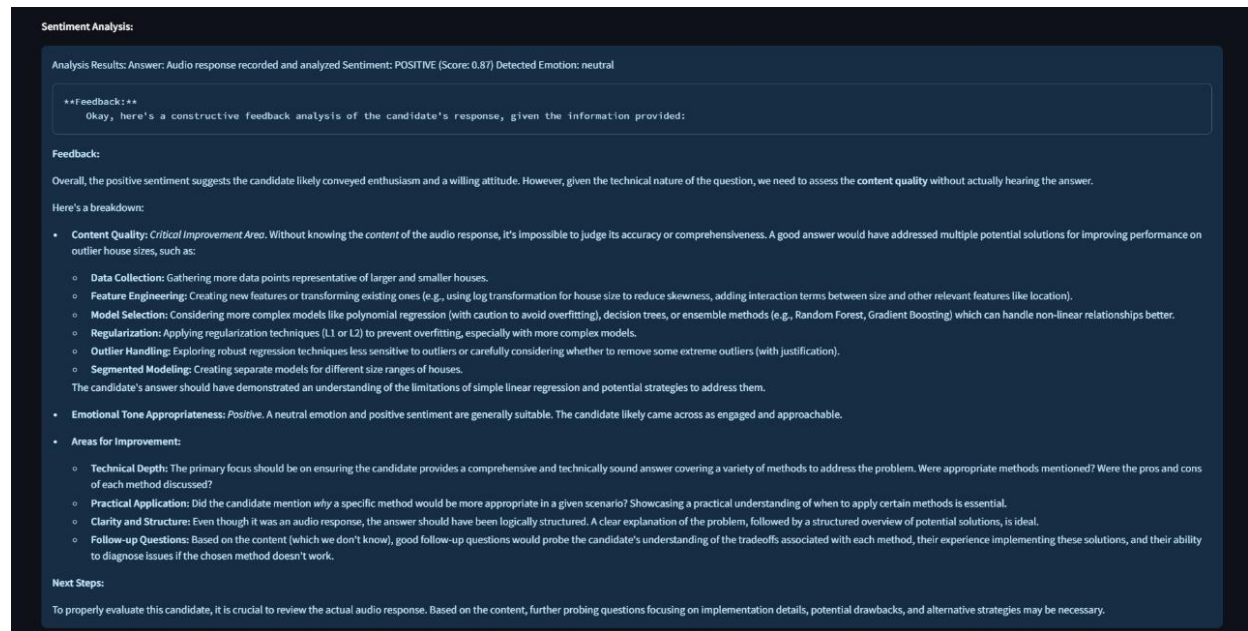 Sentiment Analysis:
Analysis Results: Answer: Audio response recorded and analyzed Sentiment: POSITIVE (Score: 0.87) Detected Emotion: neutral
**Feedback:**
Okay, here's a constructive feedback analysis of the candidate's response, given the information provided:
Feedback:
Overall, the positive sentiment suggests the candidate likely conveyed enthusiasm and a willing attitude. However, given the technical nature of the question, we need to assess the content quality without actually hearing the answer.
Here's a breakdown:
• Content Quality: Critical Improvement Area. Without knowing the content of the audio response, it's impossible to judge its accuracy or comprehensiveness. A good answer would have addressed multiple potential solutions for improving performance on
outlier house sizes, such as:
◦ Data Collection: Gathering more data points representative of larger and smaller houses.
◦ Feature Engineering: Creating new features or transforming existing ones (e.g., using log transformation for house size to reduce skewness, adding interaction terms between size and other relevant features like location).
◦ Model Selection: Considering more complex models like polynomial regression (with caution to avoid overfitting), decision trees, or ensemble methods (e.g., Random Forest, Gradient Boosting) which can handle non-linear relationships better.
◦ Regularization: Applying regularization techniques (L1 or L2) to prevent overfitting, especially with more complex models.
◦ Outlier Handling: Exploring robust regression techniques less sensitive to outliers or carefully considering whether to remove some extreme outliers (with justification).
◦ Segmented Modeling: Creating separate models for different size ranges of houses.
The candidate's answer should have demonstrated an understanding of the limitations of simple linear regression and potential strategies to address them.
• Emotional Tone Appropriateness: Positive. A neutral emotion and positive sentiment are generally suitable. The candidate likely came across as engaged and approachable.
• Areas for Improvement:
◦ Technical Depth: The primary focus should be on ensuring the candidate provides a comprehensive and technically sound answer covering a variety of methods to address the problem. Were appropriate methods mentioned? Were the pros and cons
of each method discussed?
◦ Practical Application: Did the candidate mention why a specific method would be more appropriate in a given scenario? Showcasing a practical understanding of when to apply certain methods is essential.
◦ Clarity and Structure: Even though it was an audio response, the answer should have been logically structured. A clear explanation of the problem, followed by a structured overview of potential solutions, is ideal.
◦ Follow-up Questions: Based on the content (which we don't know), good follow-up questions would probe the candidate's understanding of the tradeoffs associated with each method, their experience implementing these solutions, and their ability
to diagnose issues if the chosen method doesn't work.
Next Steps:
To properly evaluate this candidate, it is crucial to review the actual audio response. Based on the content, further probing questions focusing on implementation details, potential drawbacks, and alternative strategies may be necessary.